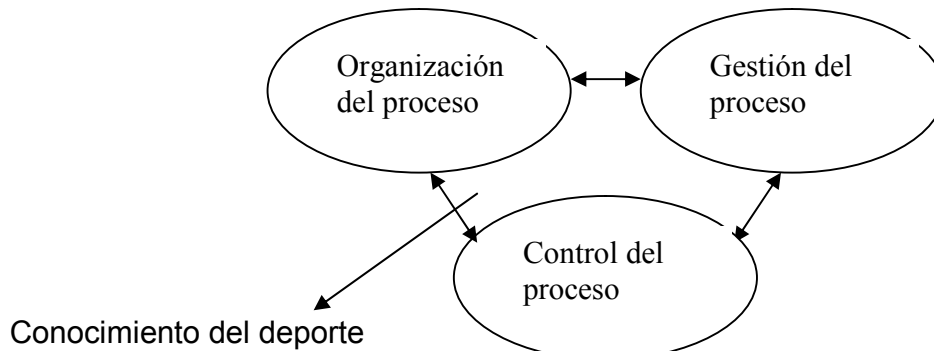 Organización
del proceso
Gestión del
proceso
Control del
proceso
Conocimiento del deporte